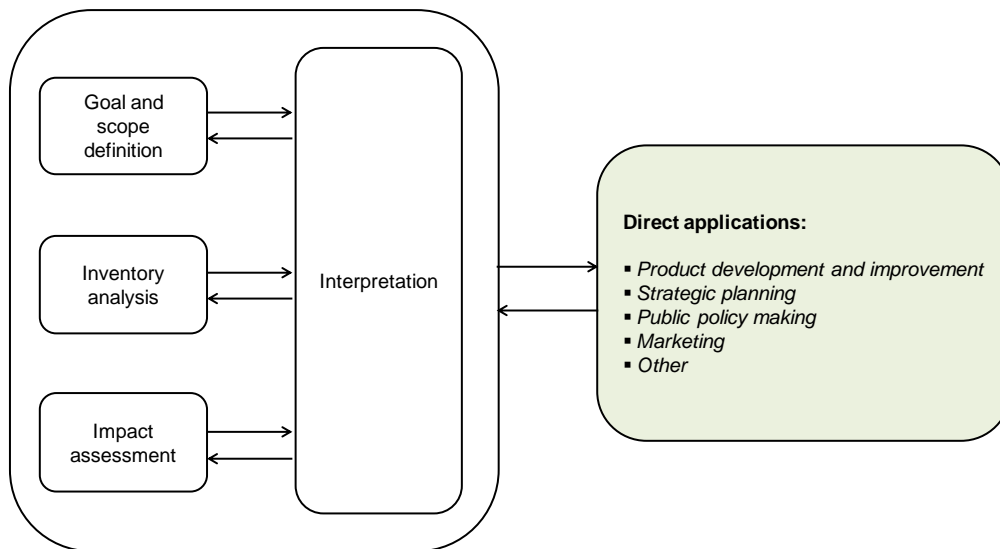 Goal and
scope
definition
Inventory
analysis
Impact
assessment
Interpretation
Direct applications:
▪ Product development and improvement
▪ Strategic planning
▪ Public policy making
▪ Marketing
▪ Other